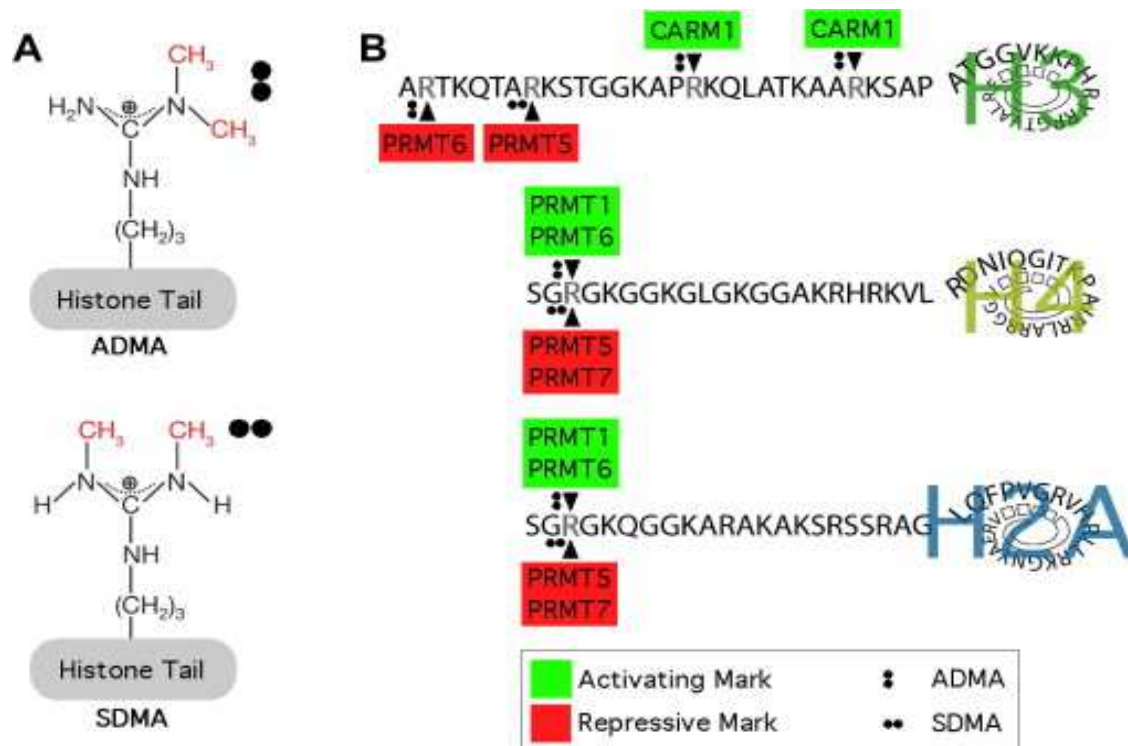 A
CH₃
H₂N
⊕
N
C
CH₃
NH
(CH₂)₃
Histone Tail
ADMA
CH₃ CH₃
⊕
N N
H C H
NH
(CH₂)₃
Histone Tail
SDMA
B
CARM1 CARM1
ARTKQTARKSTGGKAPRKQLATKAARKSAP
H3
PRMT6 PRMT5
PRMT1
PRMT6
SGRGKGGKGLGKGGAKRHRKVL
H4
PRMT5
PRMT7
PRMT1
PRMT6
SGRGKQGGKARAKAKSRSSRAG
H2A
PRMT5
PRMT7
Activating Mark ADMA
Repressive Mark SDMA